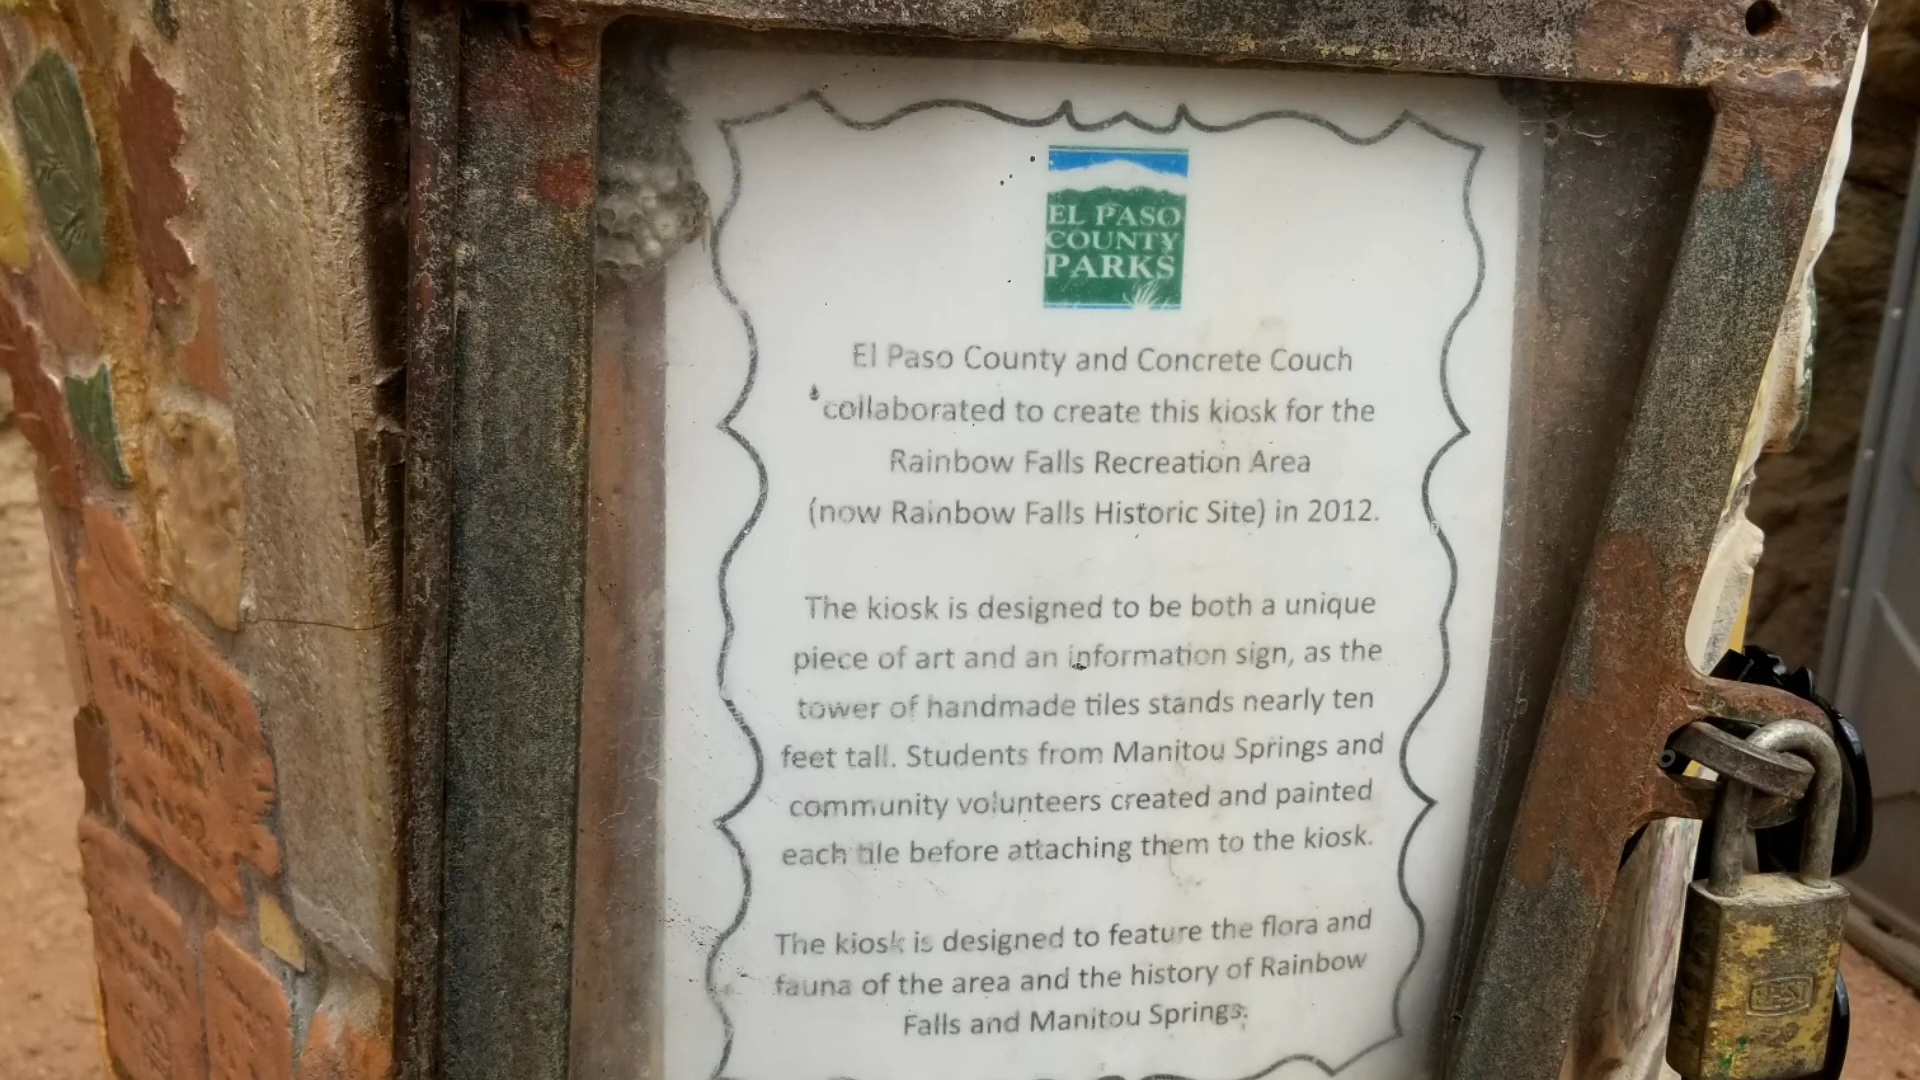 EL PASO
COUNTY
PARKS
El Paso County and Concrete Couch
collaborated to create this kiosk for the
Rainbow Falls Recreation Area
(now Rainbow Falls Historic Site) in 2012.
The kiosk is designed to be both a unique
piece of art and an information sign, as the
tower of handmade tiles stands nearly ten
feet tall. Students from Manitou Springs and
community volunteers created and painted
each tile before attaching them to the kiosk.
The kiosk is designed to feature the flora and
fauna of the area and the history of Rainbow
Falls and Manitou Springs.